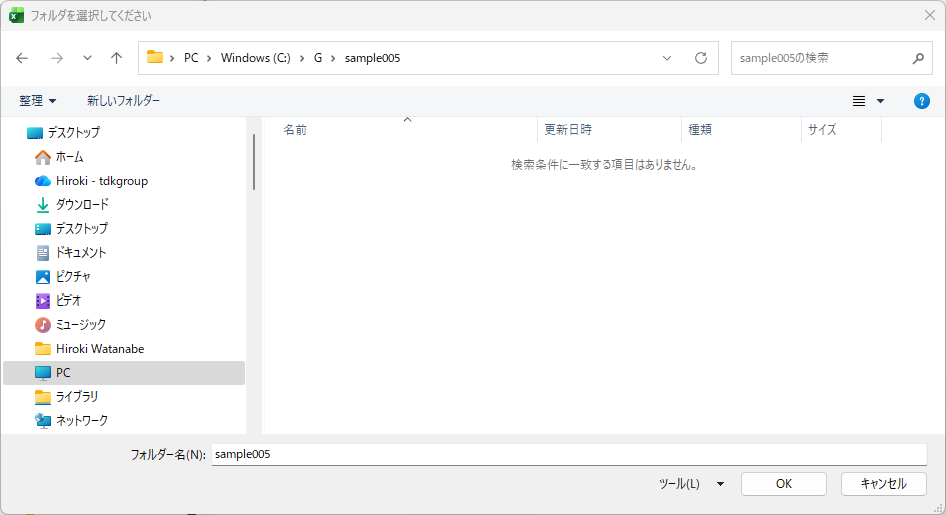 フォルダを選択してください
PC > Windows (C:) > G > sample005
sample005の検索
整理
新しいフォルダー
デスクトップ
ホーム
Hiroki - tdkgroup
ダウンロード
デスクトップ
ドキュメント
ピクチャ
ビデオ
ミュージック
Hiroki Watanabe
PC
ライブラリ
ネットワーク
名前 更新日時 種類 サイズ
検索条件に一致する項目はありません。
フォルダー名(N): sample005
ツール(L) OK キャンセル